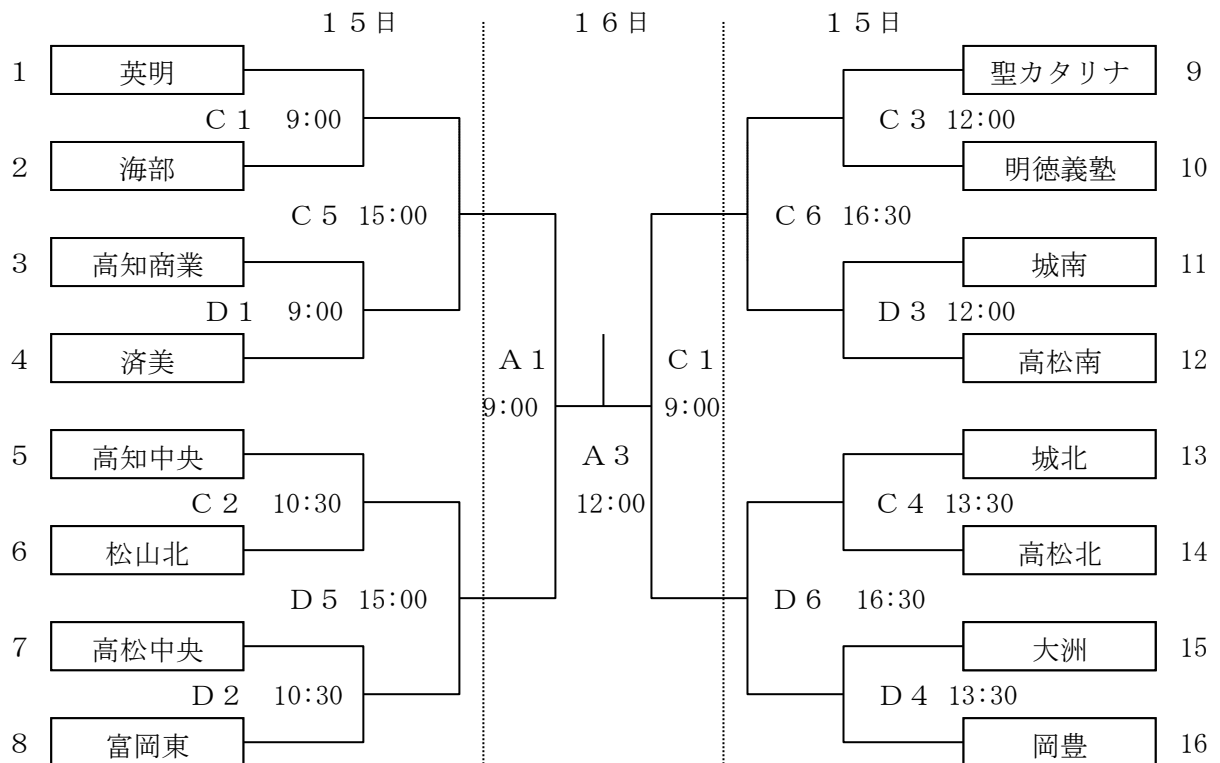 １５日 １６日 １５日
1 英明 聖カタリナ 9
Ｃ１ 9:00 Ｃ３ 12:00
2 海部 明徳義塾 10
Ｃ５ 15:00 Ｃ６ 16:30
3 高知商業 城南 11
Ｄ１ 9:00 Ｄ３ 12:00
4 済美 Ａ１ Ｃ１ 高松南 12
9:00 9:00
5 高知中央 Ａ３ 城北 13
Ｃ２ 10:30 12:00 Ｃ４ 13:30
6 松山北 高松北 14
Ｄ５ 15:00 Ｄ６ 16:30
7 高松中央 大洲 15
Ｄ２ 10:30 Ｄ４ 13:30
8 富岡東 岡豊 16